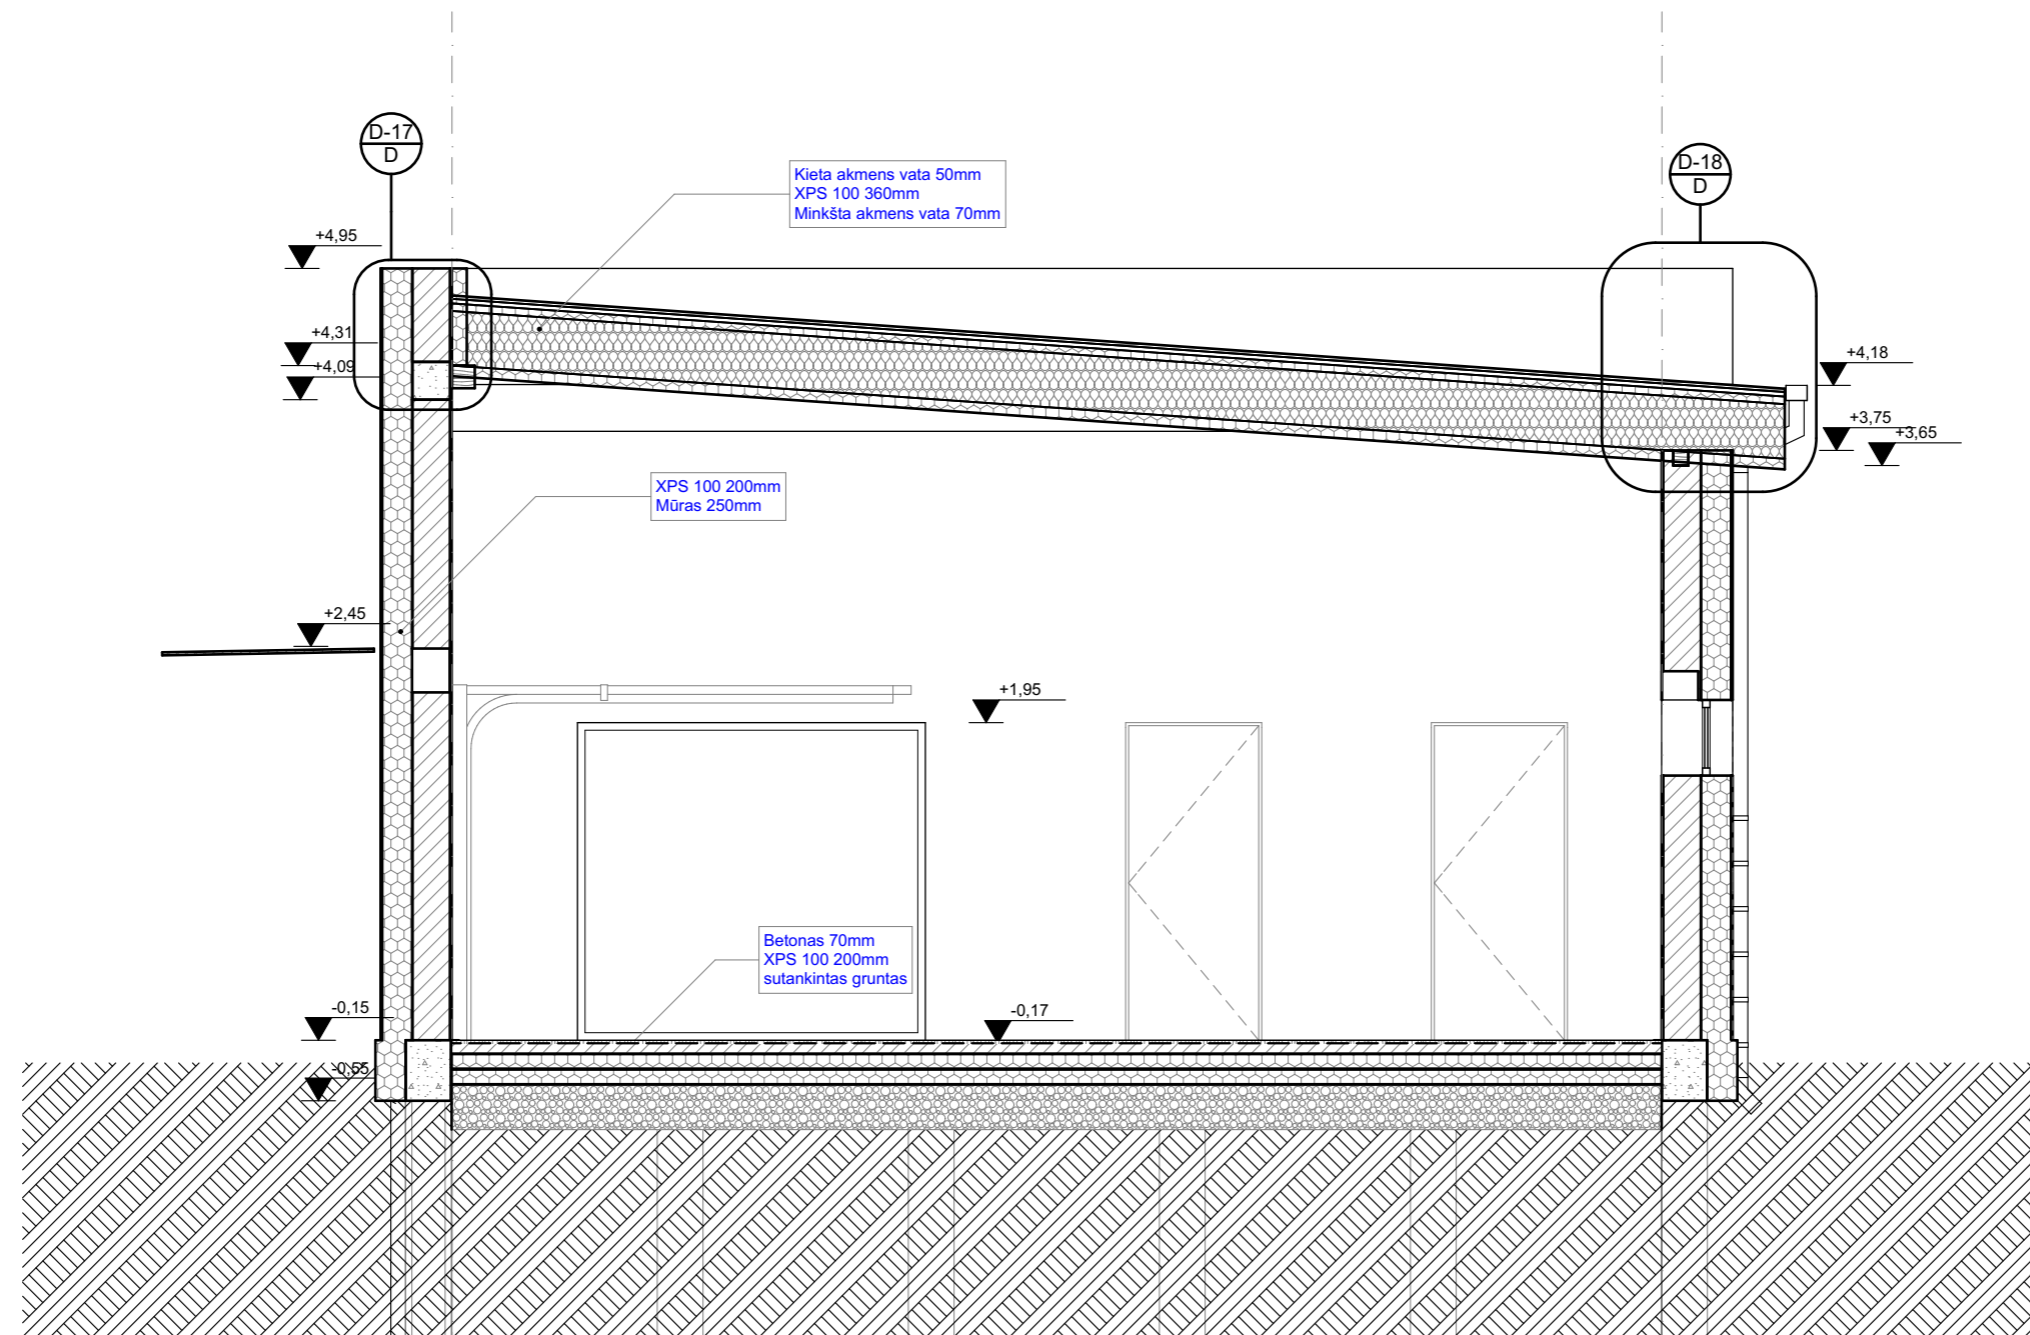 D-17
D
D-18
D
Kieta akmens vata 50mm
XPS 100 360mm
Minkšta akmens vata 70mm
+4,95
+4,31
+4,09
+4,18
+3,75
+3,65
XPS 100 200mm
Mūras 250mm
+2,45
+1,95
Betonas 70mm
XPS 100 200mm
sutankintas gruntas
-0,15
-0,17
-0,55